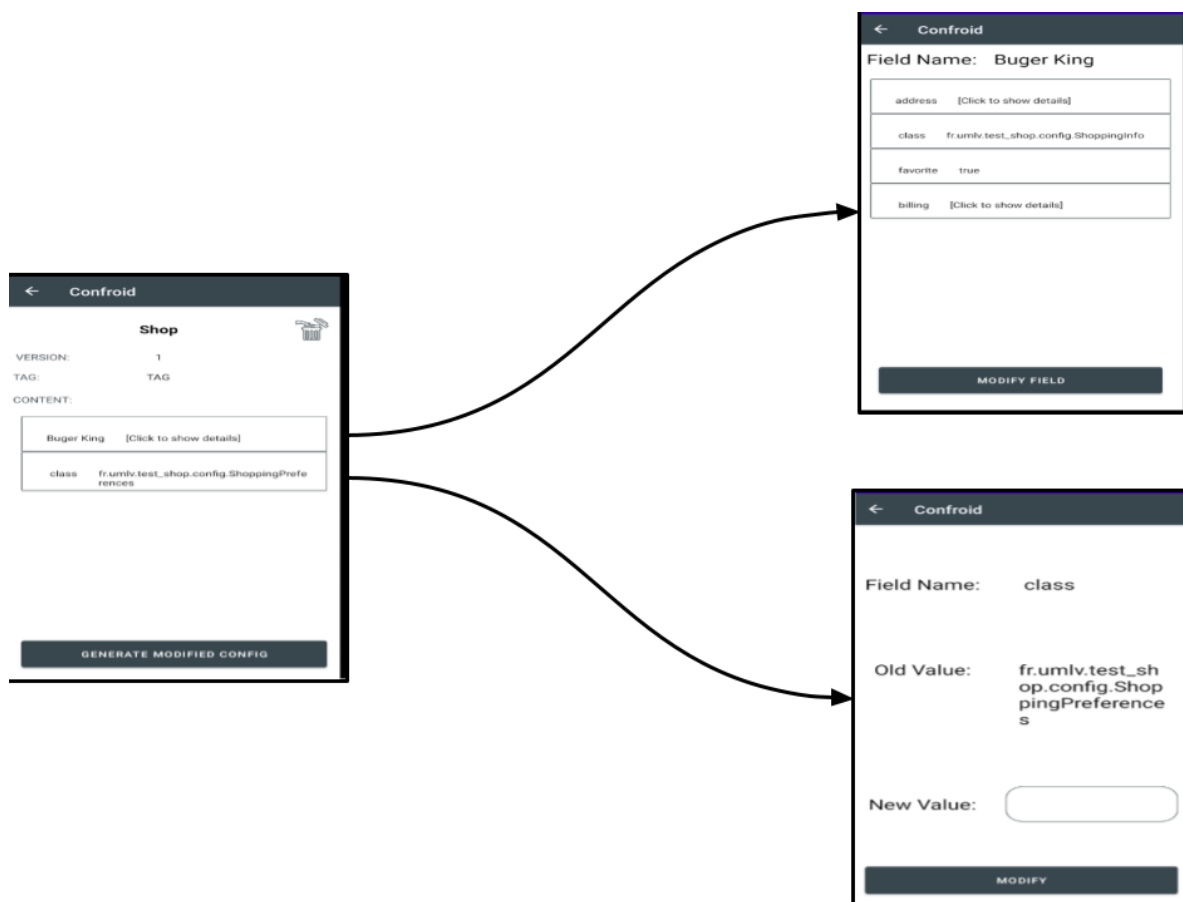 Confroid
Shop
VERSION: 1
TAG: TAG
CONTENT:
Buger King [Click to show details]
class fr.umlv.test_shop.config.ShoppingPrefe
rences
GENERATE MODIFIED CONFIG
Confroid
Field Name: Buger King
address [Click to show details]
class fr.umlv.test_shop.config.ShoppingInfo
favorite true
billing [Click to show details]
MODIFY FIELD
Confroid
Field Name: class
Old Value: fr.umlv.test_sh
op.config.Shop
pingPreference
s
New Value:
MODIFY